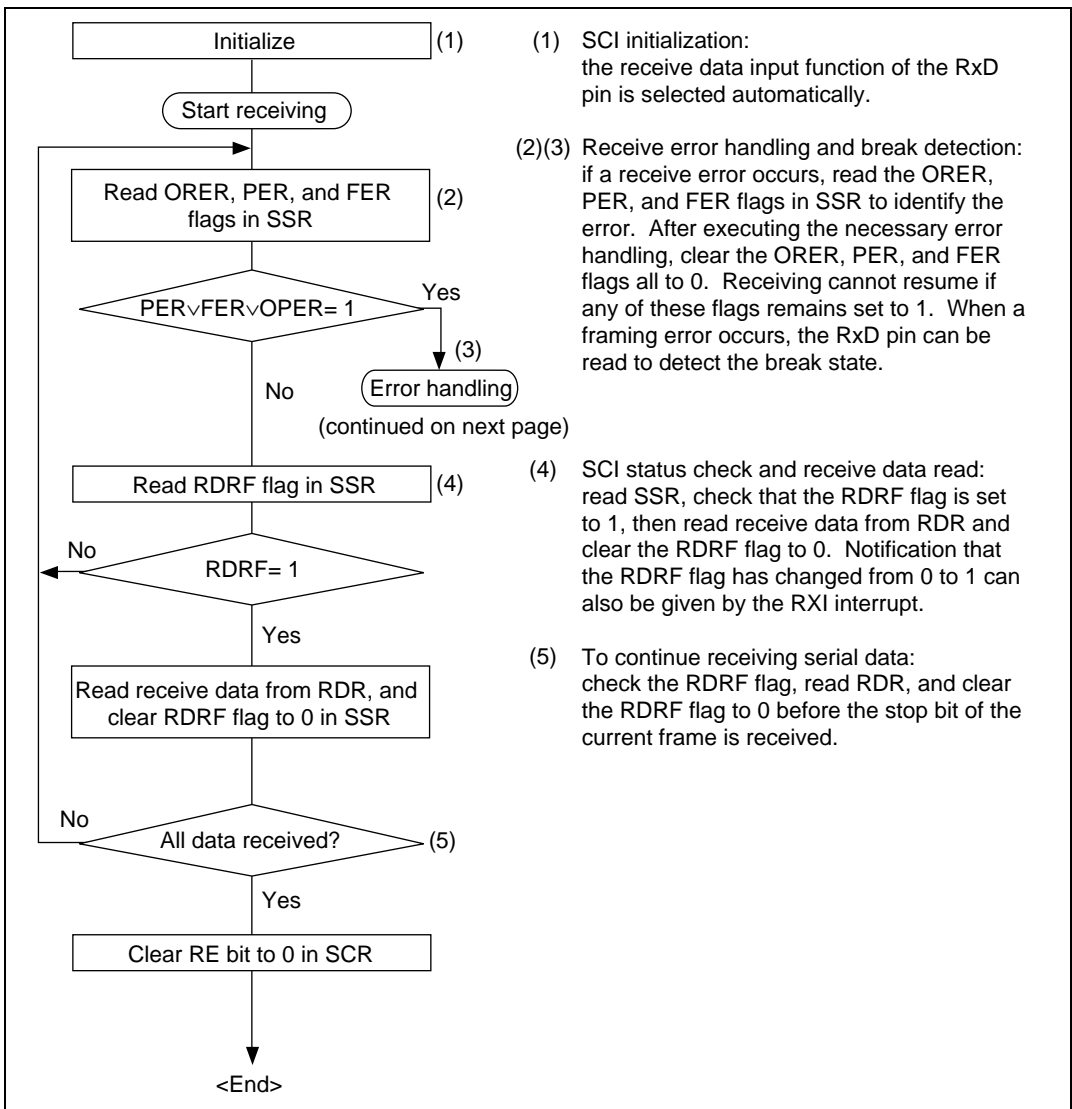 Initialize (1)
Start receiving
Read ORER, PER, and FER
flags in SSR
(2)
PER∨FER∨OPER= 1
Yes
(3)
No
Error handling
(continued on next page)
Read RDRF flag in SSR (4)
No
RDRF= 1
Yes
Read receive data from RDR, and
clear RDRF flag to 0 in SSR
No
All data received? (5)
Yes
Clear RE bit to 0 in SCR
<End>
(1) SCI initialization:
the receive data input function of the RxD
pin is selected automatically.
(2)(3) Receive error handling and break detection:
if a receive error occurs, read the ORER,
PER, and FER flags in SSR to identify the
error. After executing the necessary error
handling, clear the ORER, PER, and FER
flags all to 0. Receiving cannot resume if
any of these flags remains set to 1. When a
framing error occurs, the RxD pin can be
read to detect the break state.
(4) SCI status check and receive data read:
read SSR, check that the RDRF flag is set
to 1, then read receive data from RDR and
clear the RDRF flag to 0. Notification that
the RDRF flag has changed from 0 to 1 can
also be given by the RXI interrupt.
(5) To continue receiving serial data:
check the RDRF flag, read RDR, and clear
the RDRF flag to 0 before the stop bit of the
current frame is received.